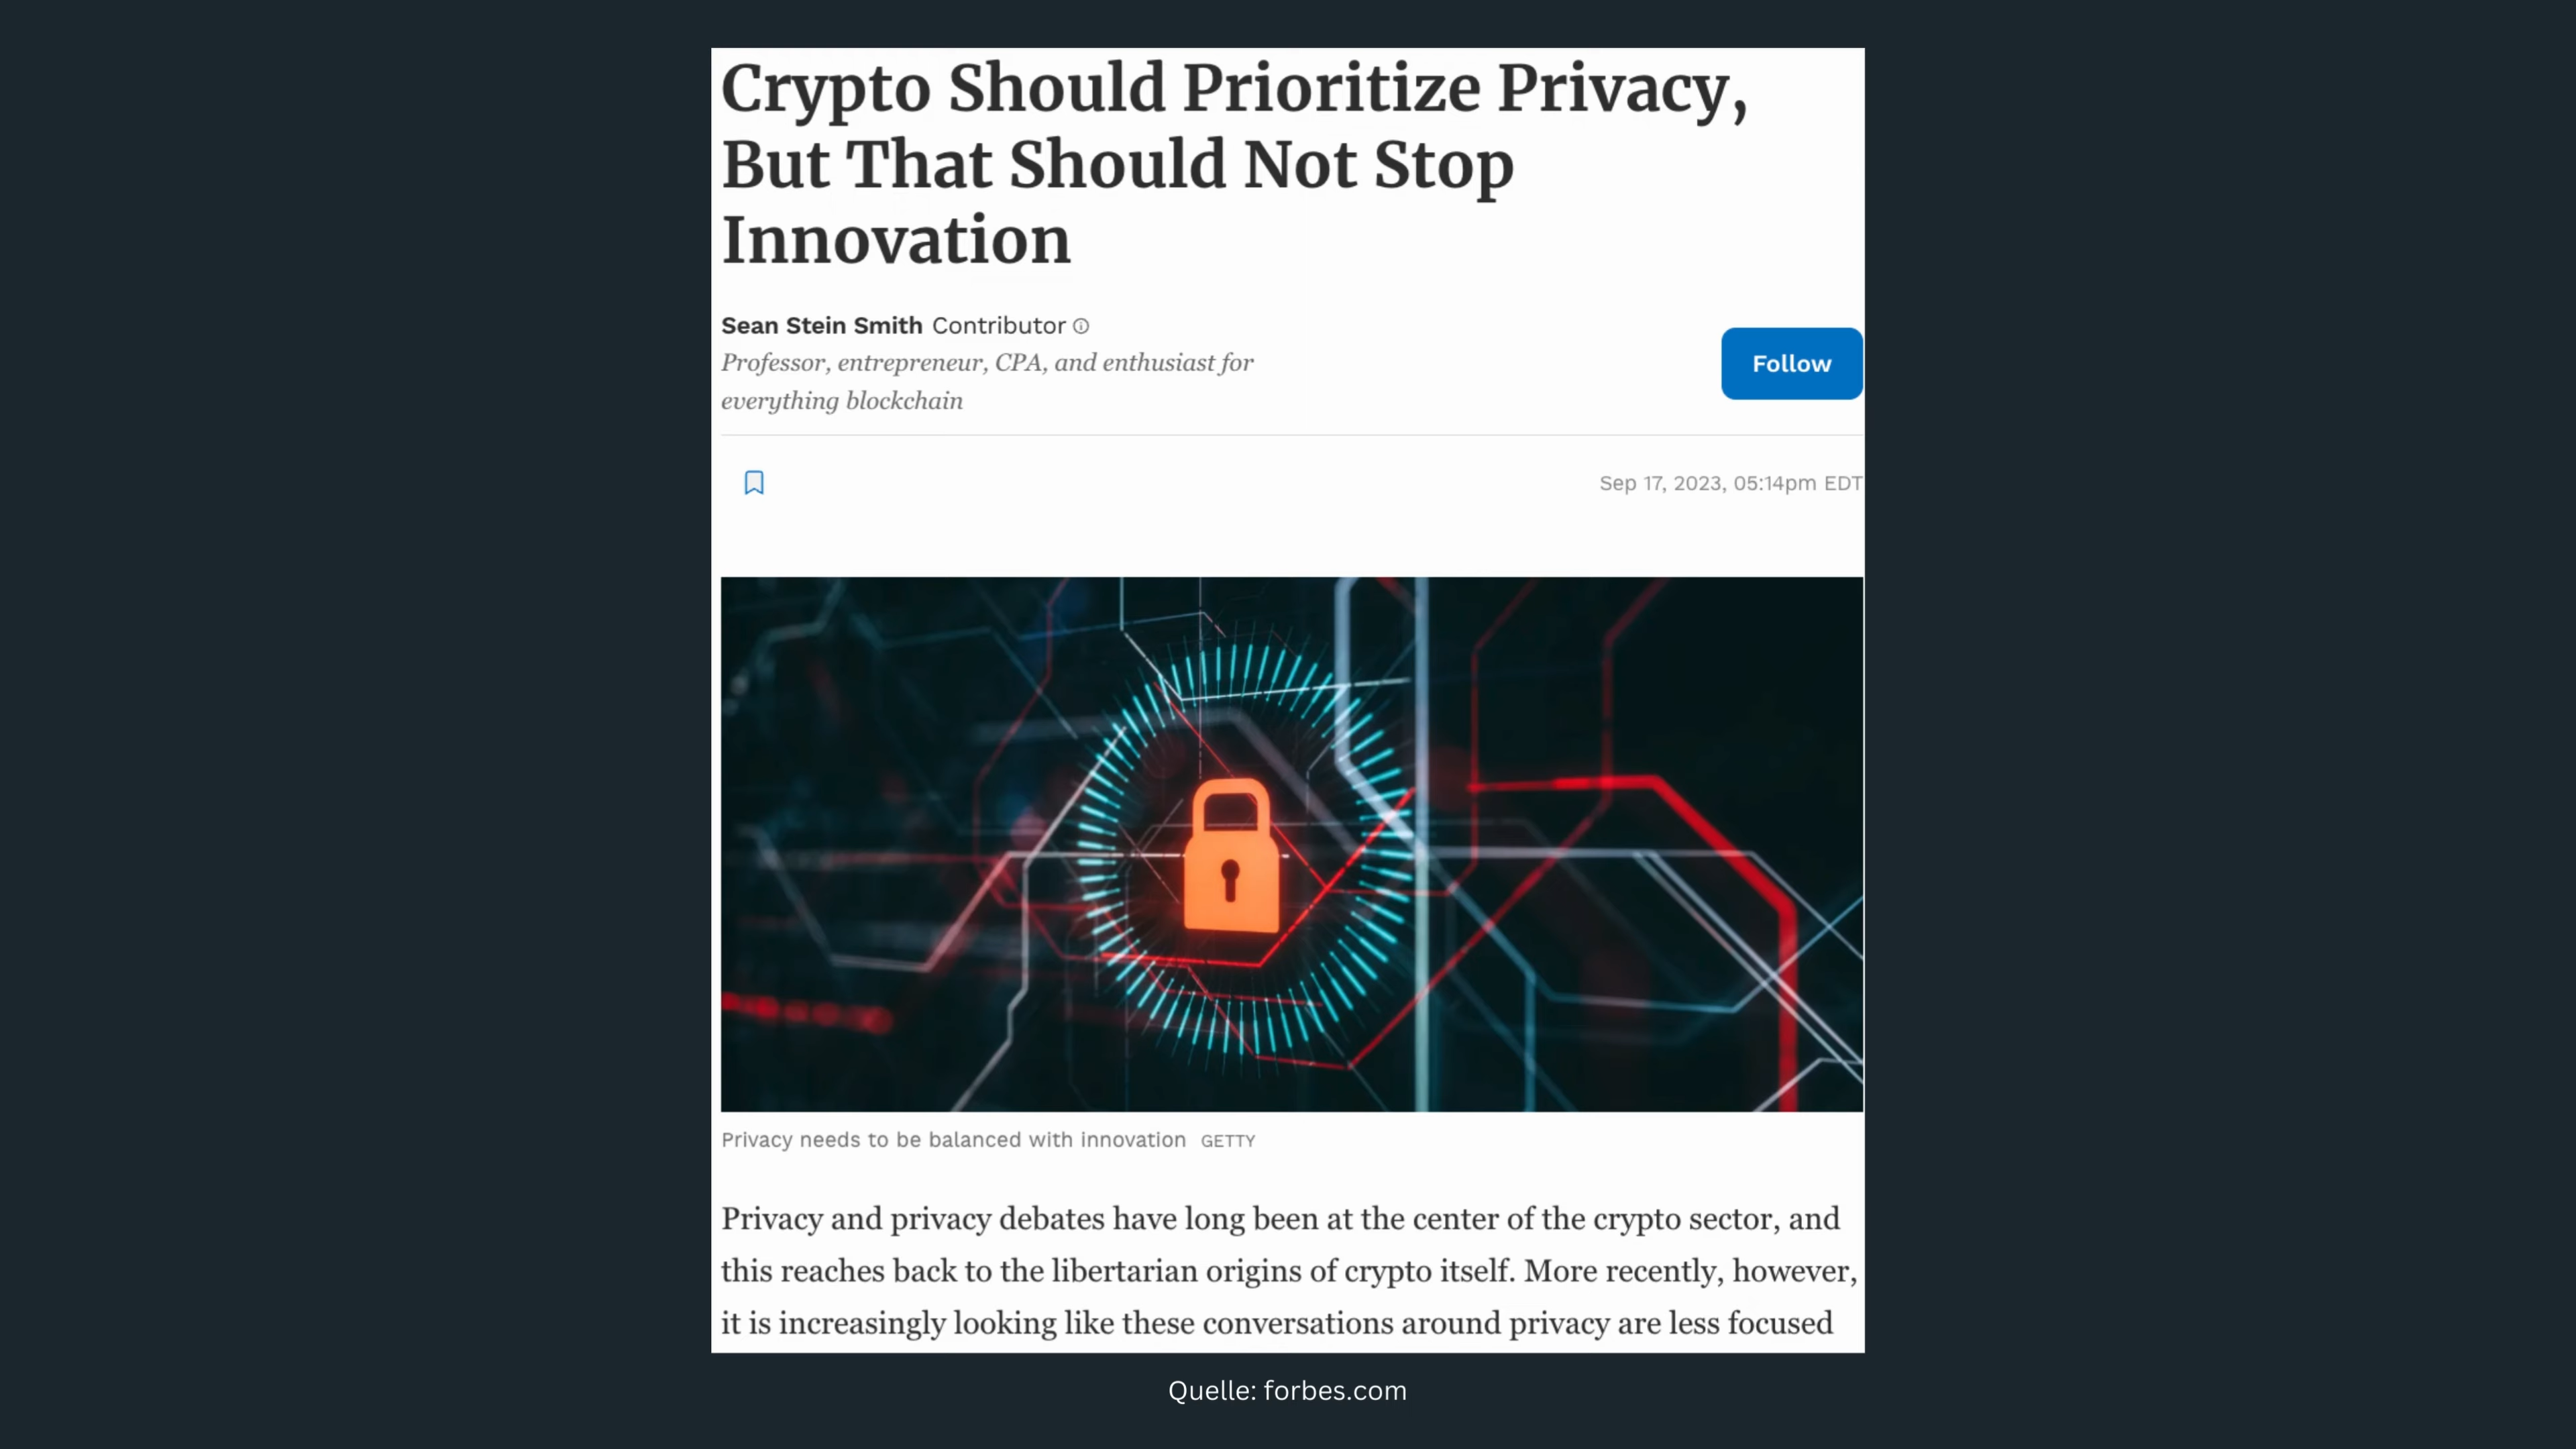 Crypto Should Prioritize Privacy,
But That Should Not Stop
Innovation
Sean Stein Smith Contributor
Professor, entrepreneur, CPA, and enthusiast for
everything blockchain
Follow
Sep 17, 2023, 05:14pm EDT
Privacy needs to be balanced with innovation GETTY
Privacy and privacy debates have long been at the center of the crypto sector, and
this reaches back to the libertarian origins of crypto itself. More recently, however,
it is increasingly looking like these conversations around privacy are less focused
Quelle: forbes.com